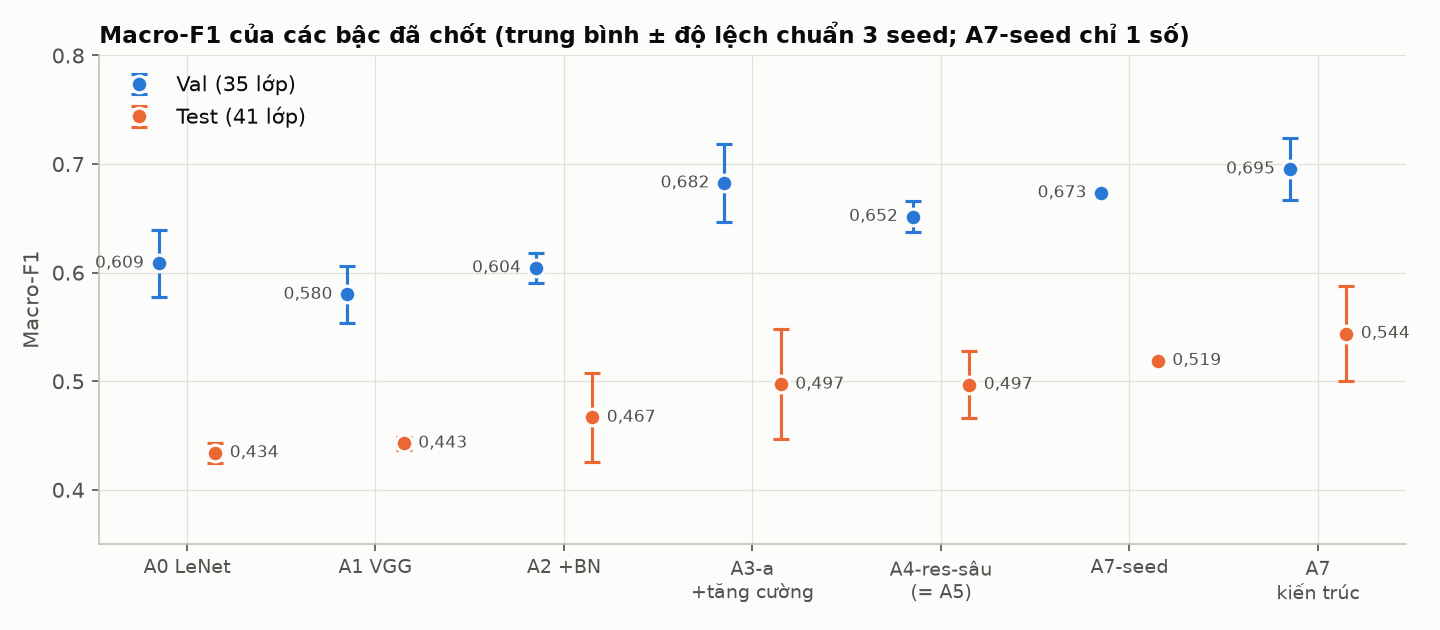 Macro-F1 của các bậc đã chốt (trung bình ± độ lệch chuẩn 3 seed; A7-seed chỉ 1 số)
Val (35 lớp)
Test (41 lớp)
Macro-F1
0.8
0.7
0.6
0.5
0.4
0,609
0,434
0,580
0,443
0,604
0,467
0,682
0,497
0,652
0,497
0,673
0,519
0,695
0,544
A0 LeNet
A1 VGG
A2 +BN
A3-a
+tăng cường
A4-res-sâu
(= A5)
A7-seed
A7
kiến trúc